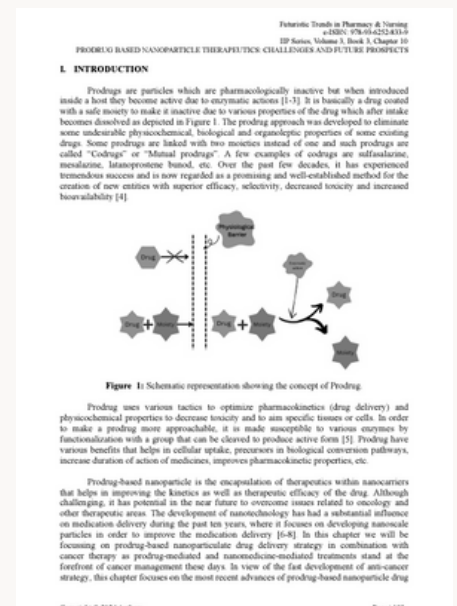 Futuristic Trends in Pharmacy & Nursing
e-ISBN: 978-93-6252-833-9
IIP Series, Volume 3, Book 3, Chapter 10
PRODRUG BASED NANOPARTICLE THERAPEUTICS: CHALLENGES AND FUTURE PROSPECTS
I. INTRODUCTION
Prodrugs are particles which are pharmacologically inactive but when introduced
inside a host they become active due to enzymatic actions [1-3]. It is basically a drug coated
with a safe moiety to make it inactive due to various properties of the drug which after intake
becomes dissolved as depicted in Figure 1. The prodrug approach was developed to eliminate
some undesirable physicochemical, biological and organoleptic properties of some existing
drugs. Some prodrugs are linked with two moieties instead of one and such prodrugs are
called "Codrugs" or "Mutual prodrugs". A few examples of codrugs are sulfasalazine,
mesalazine, latanoprostene bunod, etc. Over the past few decades, it has experienced
tremendous success and is now regarded as a promising and well-established method for the
creation of new entities with superior efficacy, selectivity, decreased toxicity and increased
bioavailability [4].
Physiological
Barrier
Drug
Drug + Moiety
Drug + Moiety
Drug
Moiety
Figure 1: Schematic representation showing the concept of Prodrug.
Prodrug uses various tactics to optimize pharmacokinetics (drug delivery) and
physicochemical properties to decrease toxicity and to aim specific tissues or cells. In order
to make a prodrug more approachable, it is made susceptible to various enzymes by
functionalization with a group that can be cleaved to produce active form [5]. Prodrug have
various benefits that helps in cellular uptake, precursors in biological conversion pathways,
increase duration of action of medicines, improves pharmacokinetic properties, etc.
Prodrug-based nanoparticle is the encapsulation of therapeutics within nanocarriers
that helps in improving the kinetics as well as therapeutic efficacy of the drug. Although
challenging, it has potential in the near future to overcome issues related to oncology and
other therapeutic areas. The development of nanotechnology has had a substantial influence
on medication delivery during the past ten years, where it focuses on developing nanoscale
particles in order to improve the medication delivery [6-8]. In this chapter we will be
focussing on prodrug-based nanoparticulate drug delivery strategy in combination with
cancer therapy as prodrug-mediated and nanomedicine-mediated treatments stand at the
forefront of cancer management these days. In view of the fast development of anti-cancer
strategy, this chapter focuses on the most recent advances of prodrug-based nanoparticle drug